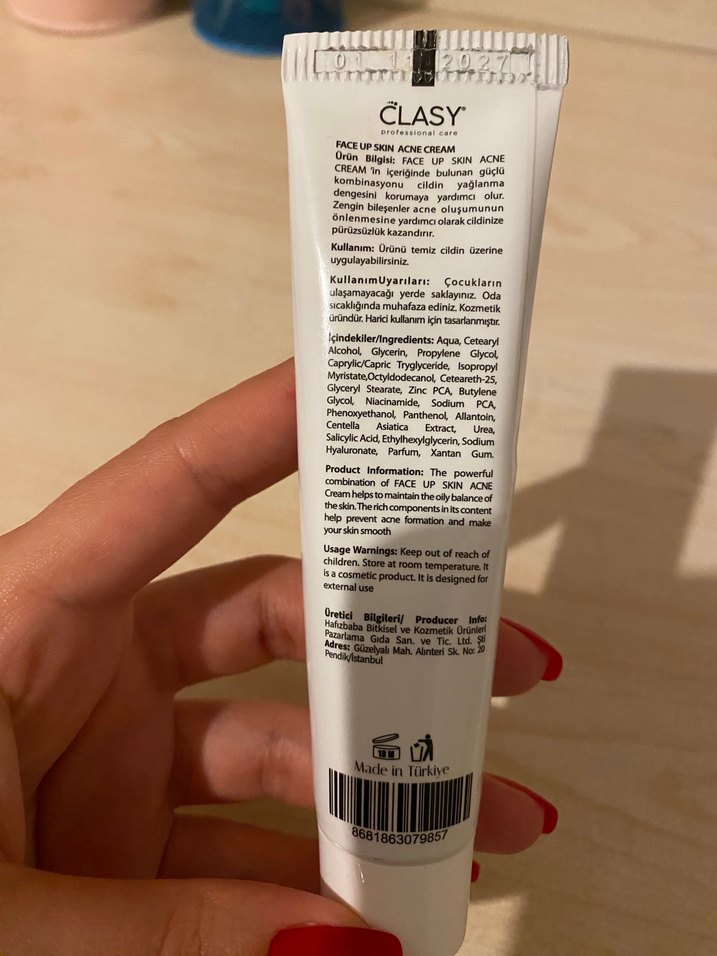 01 11 2027
CLASY®
professional care
FACE UP SKIN ACNE CREAM
Ürün Bilgisi: FACE UP SKIN ACNE
CREAM 'in içeriğinde bulunan güçlü
kombinasyonu cildin yağlanma
dengesini korumaya yardımcı olur.
Zengin bileşenler acne oluşumunun
önlenmesine yardımcı olarak cildinize
pürüzsüzlük kazandırır.
Kullanım: Ürünü temiz cildin üzerine
uygulayabilirsiniz.
KullanımUyarıları: Çocukların
ulaşamayacağı yerde saklayınız. Oda
sıcaklığında muhafaza ediniz. Kozmetik
üründür. Harici kullanım için tasarlanmıştır.
İçindekiler/Ingredients: Aqua, Cetearyl
Alcohol, Glycerin, Propylene Glycol,
Caprylic/Capric Tryglyceride, Isopropyl
Myristate,Octyldodecanol, Ceteareth-25,
Glyceryl Stearate, Zinc PCA, Butylene
Glycol, Niacinamide, Sodium PCA,
Phenoxyethanol, Panthenol, Allantoin,
Centella Asiatica Extract, Urea,
Salicylic Acid, Ethylhexylglycerin, Sodium
Hyaluronate, Parfum, Xantan Gum.
Product Information: The powerful
combination of FACE UP SKIN ACNE
Cream helps to maintain the oily balance of
the skin. The rich components in its content
help prevent acne formation and make
your skin smooth
Usage Warnings: Keep out of reach of
children. Store at room temperature. It
is a cosmetic product. It is designed for
external use
Üretici Bilgileri/ Producer Info:
Hafızbaba Bitkisel ve Kozmetik Ürünleri
Pazarlama Gıda San. ve Tic. Ltd. Şti
Adres: Güzelyalı Mah. Alınteri Sk. No: 20
Pendik/İstanbul
18 M
Made in Türkiye
8681863079857